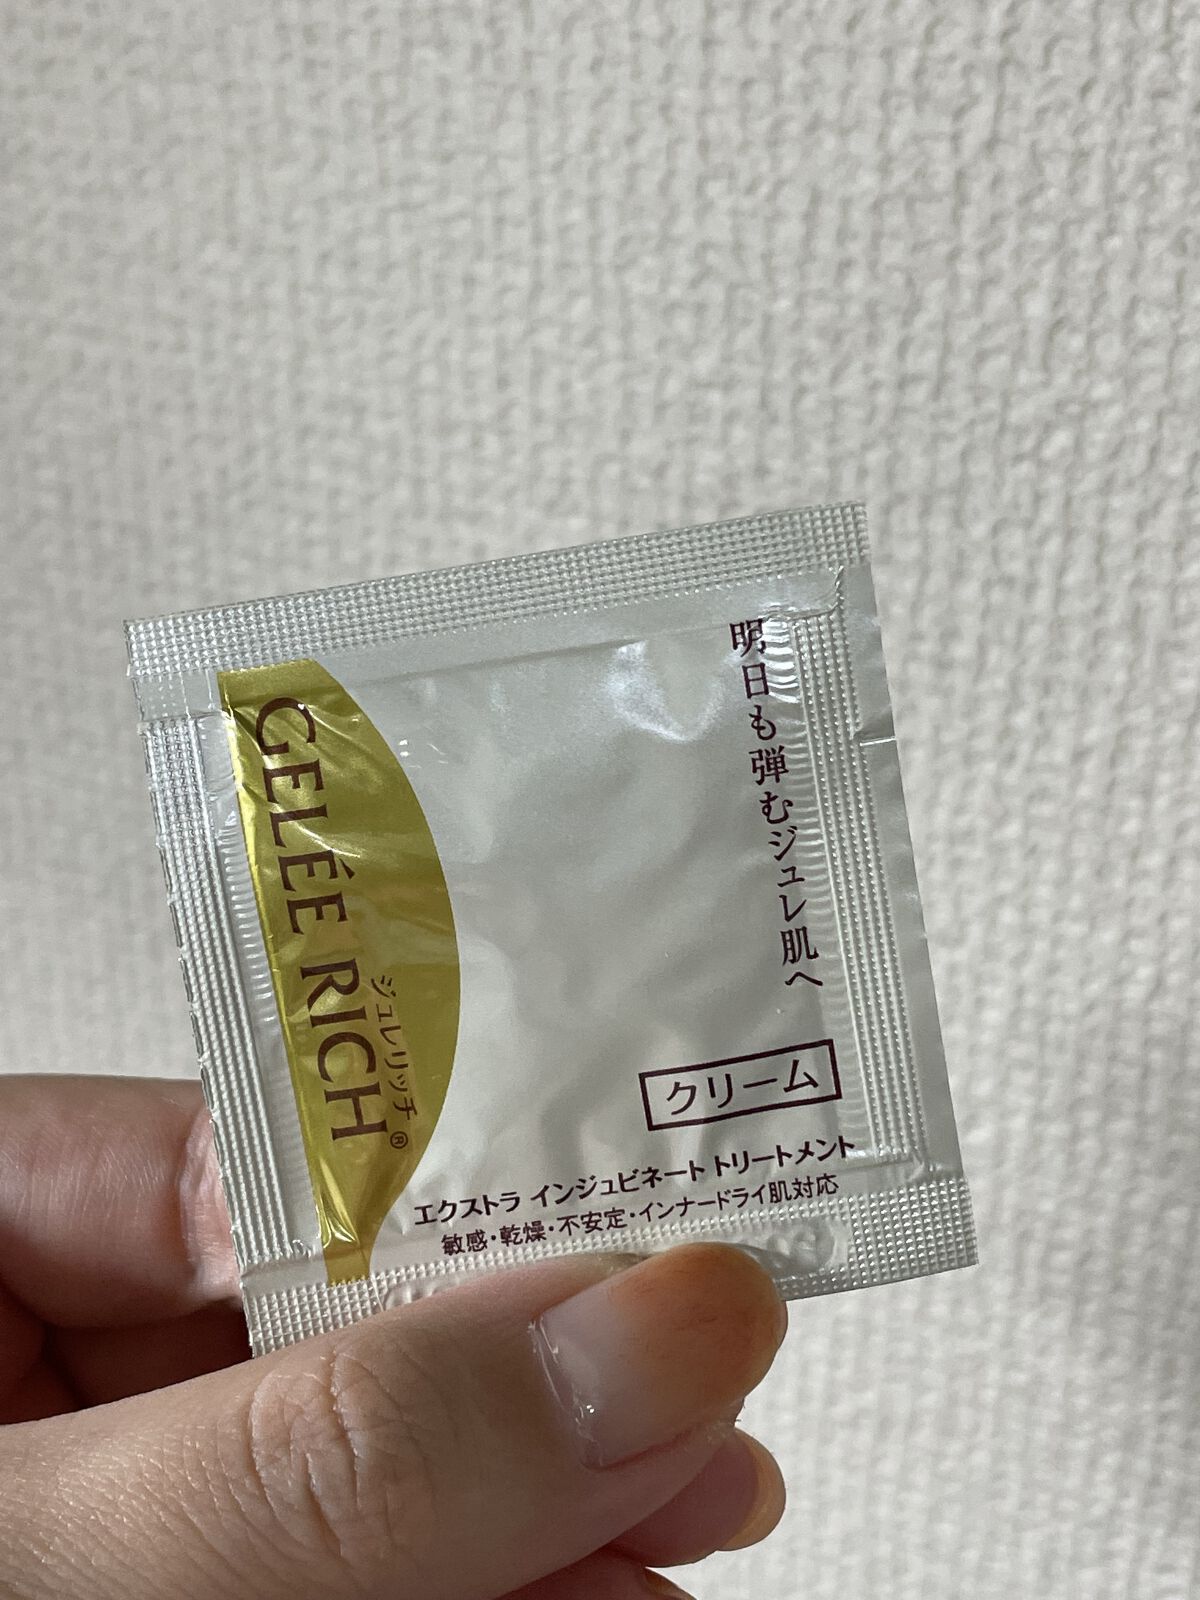 明日も弾むジュレ肌へ
GELÉE RICH
ジュレリッチ®
クリーム
エクストラ インジュビネート トリートメント
敏感・乾燥・不安定・インナードライ肌対応